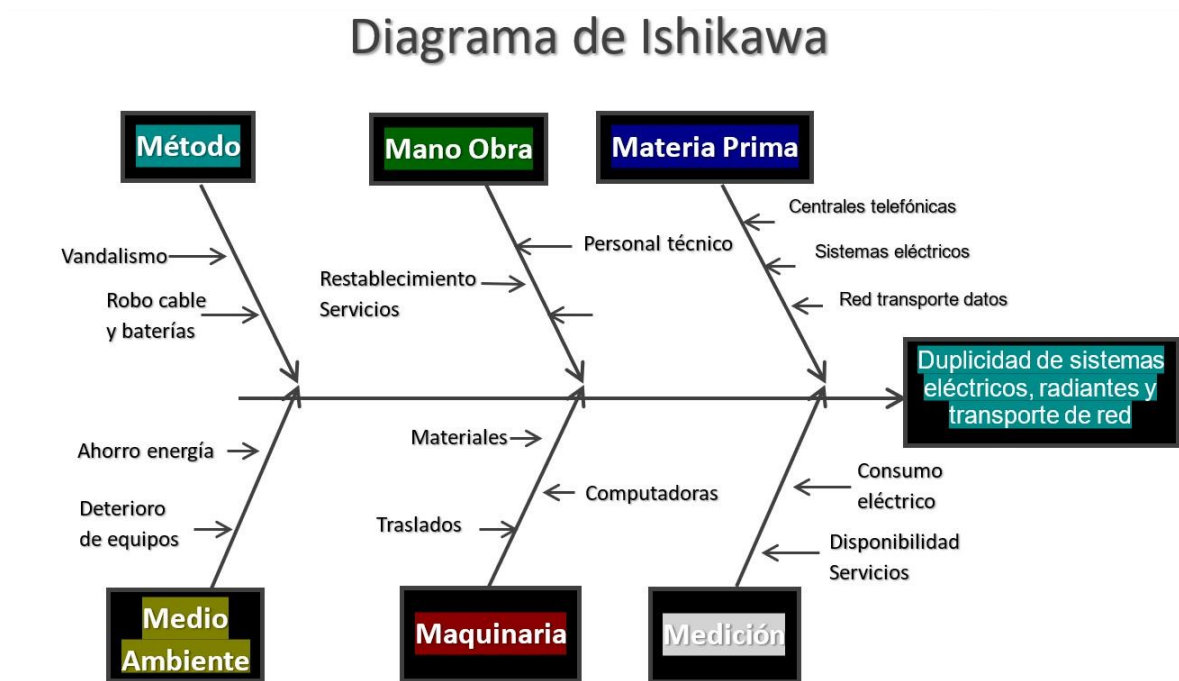 Diagrama de Ishikawa
Método
Mano Obra
Materia Prima
Centrales telefónicas
Personal técnico
Sistemas eléctricos
Vandalismo
Restablecimiento
Servicios
Robo cable
y baterías
Red transporte datos
Duplicidad de sistemas
eléctricos, radiantes y
transporte de red
Ahorro energía
Materiales
Consumo
eléctrico
Computadoras
Deterioro
de equipos
Traslados
Disponibilidad
Servicios
Medio
Ambiente
Maquinaria
Medición